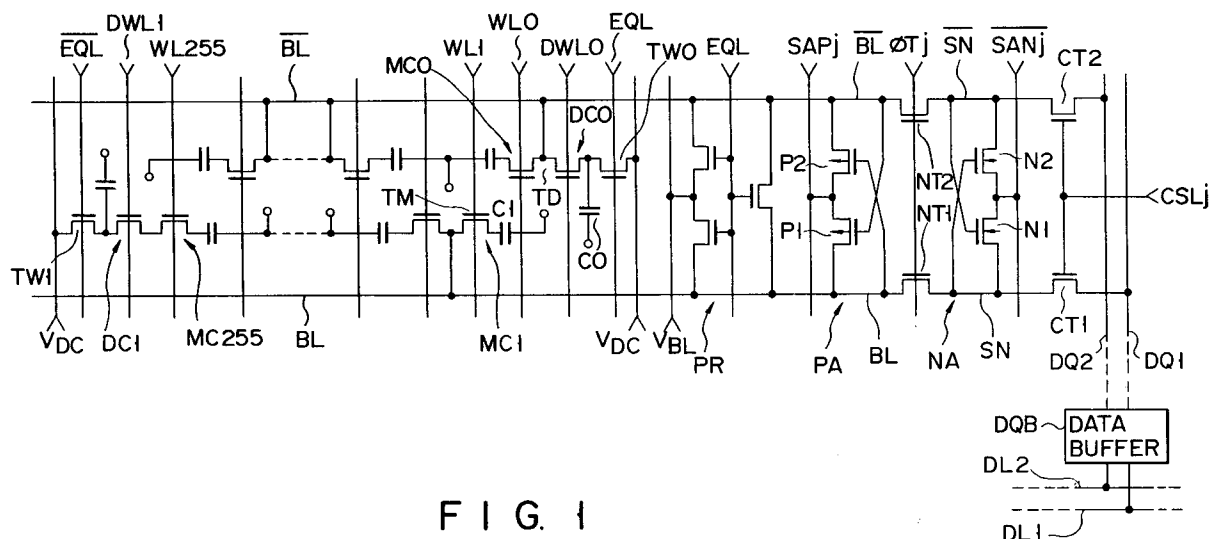 DWL1
EQL
WL255
BL
WL1
WL0
DWL0
EQL
TW0
EQL
SAPj
BL
ØTj
SN
SANj
CT2
MC0
DC0
TM
C1
TD
C0
P2
P1
NT2
NT1
N2
N1
CSLj
TW1
VDC
DC1
MC255
BL
MC1
VDC
VBL
PR
PA
BL
NA
SN
CT1
DQ2
DQ1
DQB
DATA
BUFFER
DL2
DL1
FIG. 1